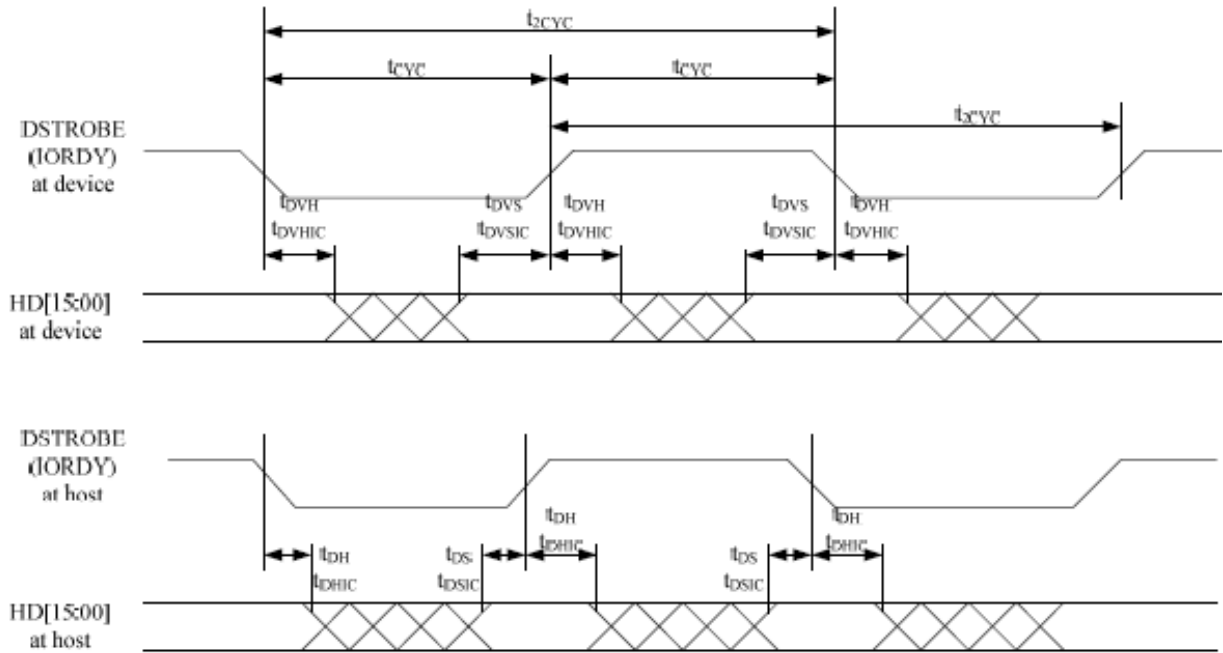 t2CYC
tCYC
tCYC
t2CYC
DSTROBE
(IORDY)
at device
tDVH
tDVHIC
tDVS
tDVSIC
tDVH
tDVHIC
tDVS
tDVSIC
tDVH
tDVHIC
HD[15:00]
at device
DSTROBE
(IORDY)
at host
tDH
tDHIC
tDS
tDSIC
tDH
tDHIC
tDS
tDSIC
tDH
tDHIC
HD[15:00]
at host